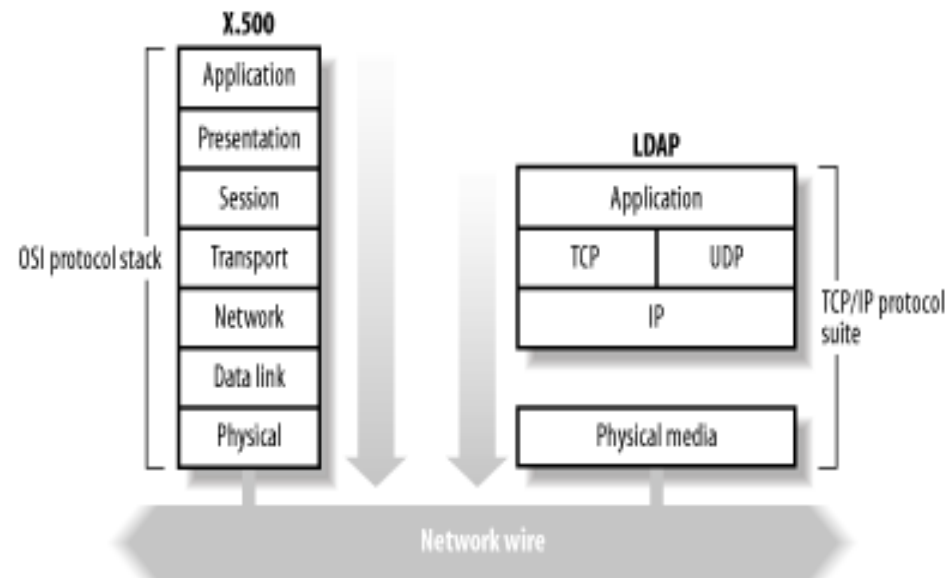 X.500
Application
Presentation
Session
Transport
Network
Data link
Physical
OSI protocol stack
LDAP
Application
TCP
UDP
IP
Physical media
TCP/IP protocol
suite
Network wire